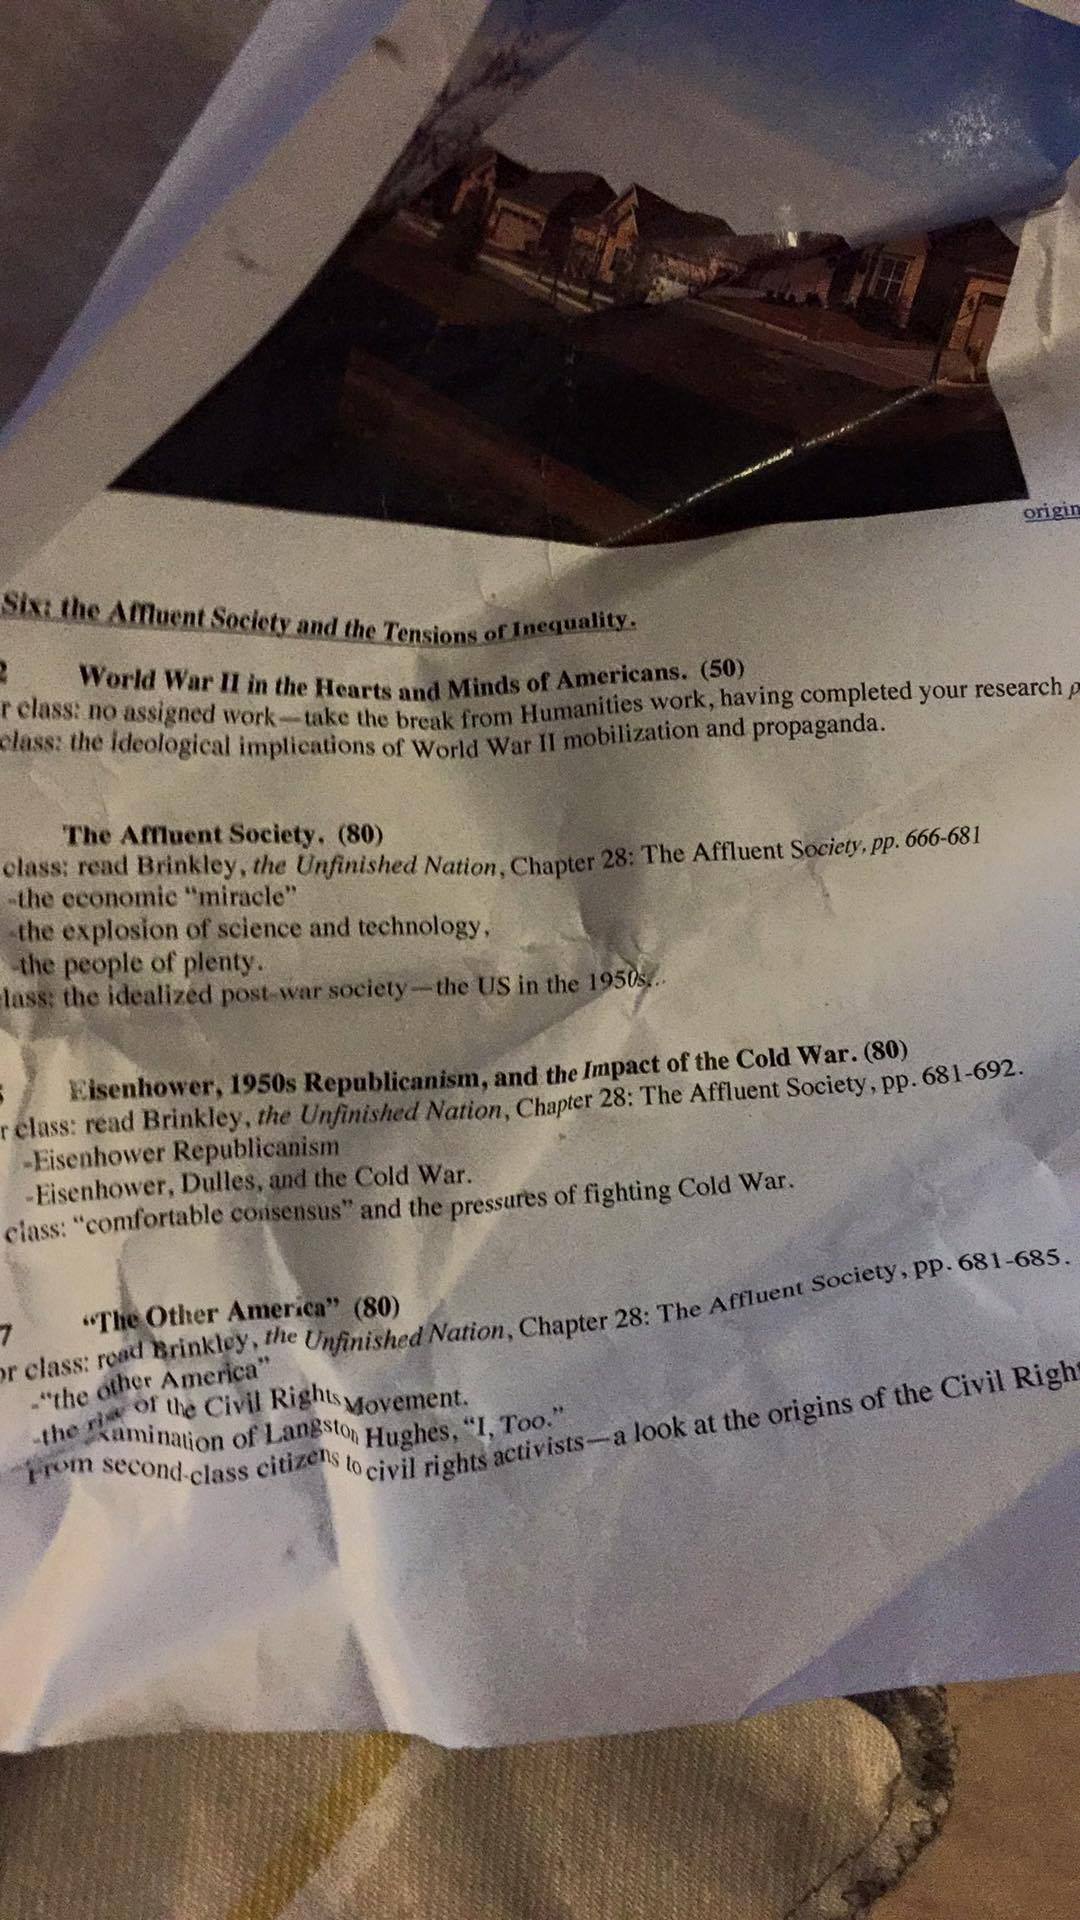 origin
Six: the Affluent Society and the Tensions of Inequality.
2 World War II in the Hearts and Minds of Americans. (50)
r class: no assigned work—take the break from Humanities work, having completed your research p
class: the ideological implications of World War II mobilization and propaganda.
The Affluent Society. (80)
class: read Brinkley, the Unfinished Nation, Chapter 28: The Affluent Society, pp. 666-681
-the economic “miracle”
-the explosion of science and technology,
-the people of plenty.
lass: the idealized post-war society—the US in the 1950s...
Eisenhower, 1950s Republicanism, and the Impact of the Cold War. (80)
r class: read Brinkley, the Unfinished Nation, Chapter 28: The Affluent Society, pp. 681-692.
-Eisenhower Republicanism
-Eisenhower, Dulles, and the Cold War.
class: “comfortable consensus” and the pressures of fighting Cold War.
7 “The Other America” (80)
or class: read Brinkley, the Unfinished Nation, Chapter 28: The Affluent Society, pp. 681-685.
-“the other America”
-the rise of the Civil Rights Movement.
xamination of Langston Hughes, “I, Too.”
From second-class citizens to civil rights activists—a look at the origins of the Civil Right